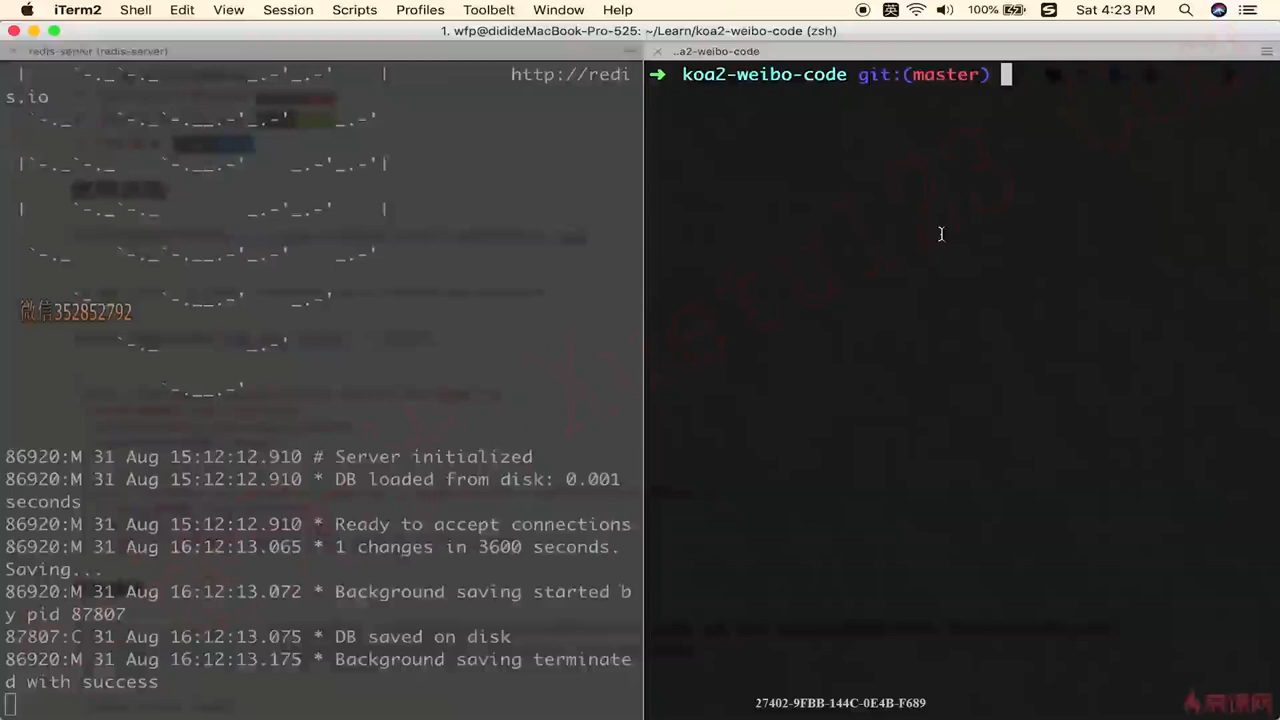 iTerm2 Shell Edit View Session Scripts Profiles Toolbelt Window Help 英 100% Sat 4:23 PM
1. wfp@didideMacBook-Pro-525: ~/Learn/koa2-weibo-code (zsh)
redis-server (redis-server)
..a2-weibo-code
http://redi
s.io
➜ koa2-weibo-code git:(master)
微信352852792
86920:M 31 Aug 15:12:12.910 # Server initialized
86920:M 31 Aug 15:12:12.910 * DB loaded from disk: 0.001
seconds
86920:M 31 Aug 15:12:12.910 * Ready to accept connections
86920:M 31 Aug 16:12:13.065 * 1 changes in 3600 seconds.
Saving...
86920:M 31 Aug 16:12:13.072 * Background saving started b
y pid 87807
87807:C 31 Aug 16:12:13.075 * DB saved on disk
86920:M 31 Aug 16:12:13.175 * Background saving terminate
d with success
27402-9FBB-144C-0E4B-F689
慕课网